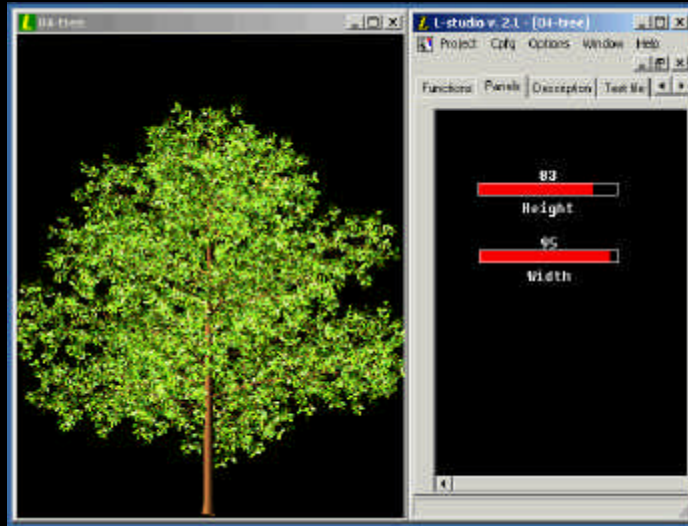 04-tree
L-studio v. 2.1 - [04-tree]
Project Cpfg Options Window Help
Functions Panels Description Text file
83
Height
95
Width